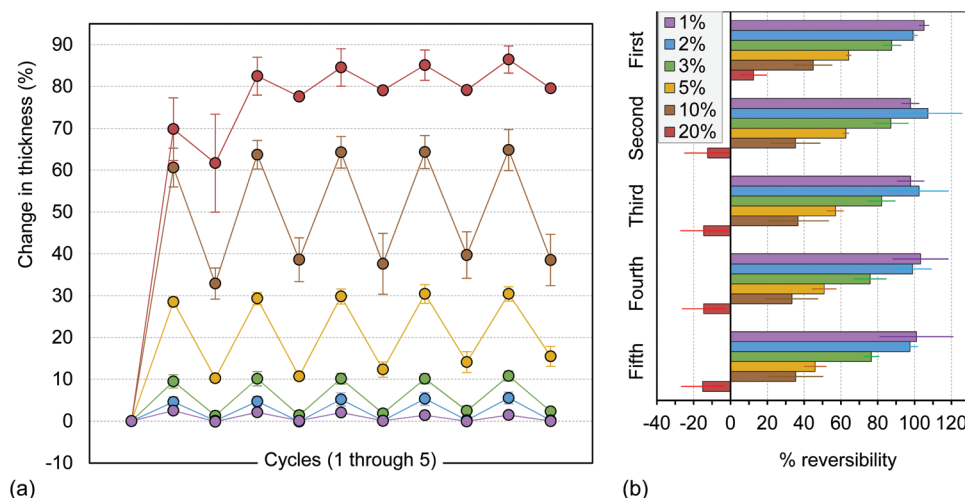 90
80
70
60
50
40
30
20
10
0
-10
Change in thickness (%)
Cycles (1 through 5)
(a)
1%
2%
3%
5%
10%
20%
First
Second
Third
Fourth
Fifth
-40 -20 0 20 40 60 80 100 120
% reversibility
(b)